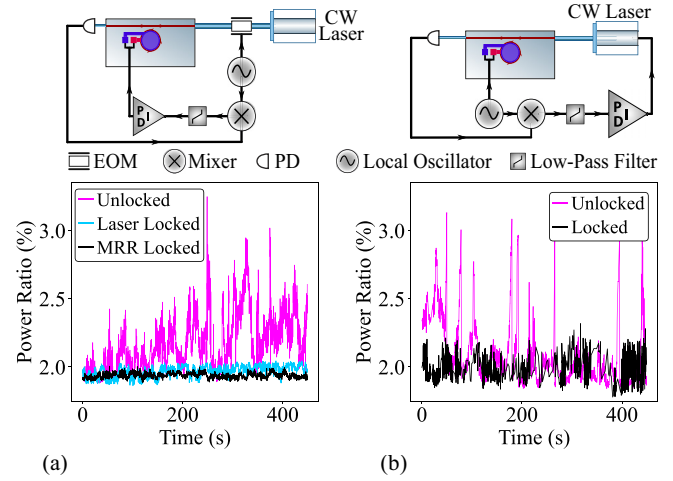 CW
Laser
P
I
D
EOM
Mixer
PD
CW Laser
P
I
D
Local Oscillator
Low-Pass Filter
Power Ratio (%)
3.0
2.5
2.0
Unlocked
Laser Locked
MRR Locked
0
200
400
Time (s)
(a)
Power Ratio (%)
3.0
2.5
2.0
Unlocked
Locked
0
200
400
Time (s)
(b)